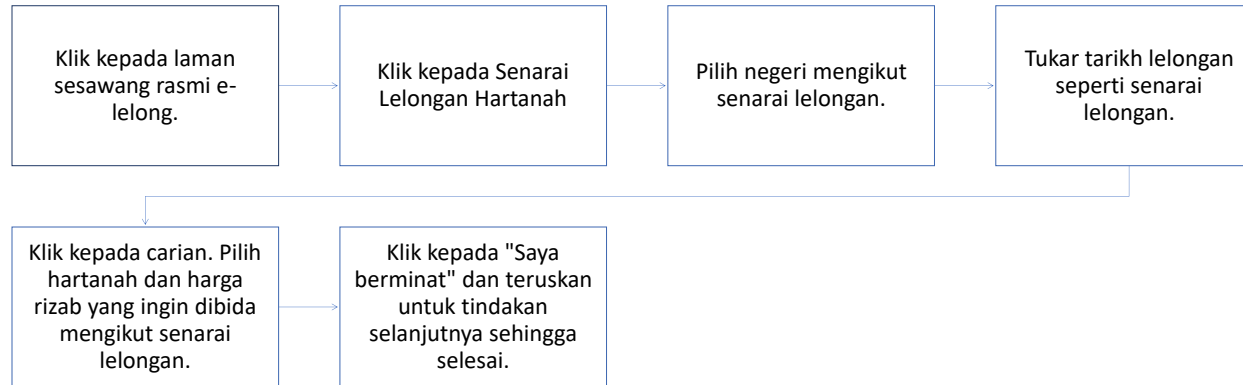 Klik kepada laman
sesawang rasmi e-
lelong.
Klik kepada Senarai
Lelongan Hartanah
Pilih negeri mengikut
senarai lelongan.
Tukar tarikh lelongan
seperti senarai
lelongan.
Klik kepada carian. Pilih
hartanah dan harga
rizab yang ingin dibida
mengikut senarai
lelongan.
Klik kepada "Saya
berminat" dan teruskan
untuk tindakan
selanjutnya sehingga
selesai.